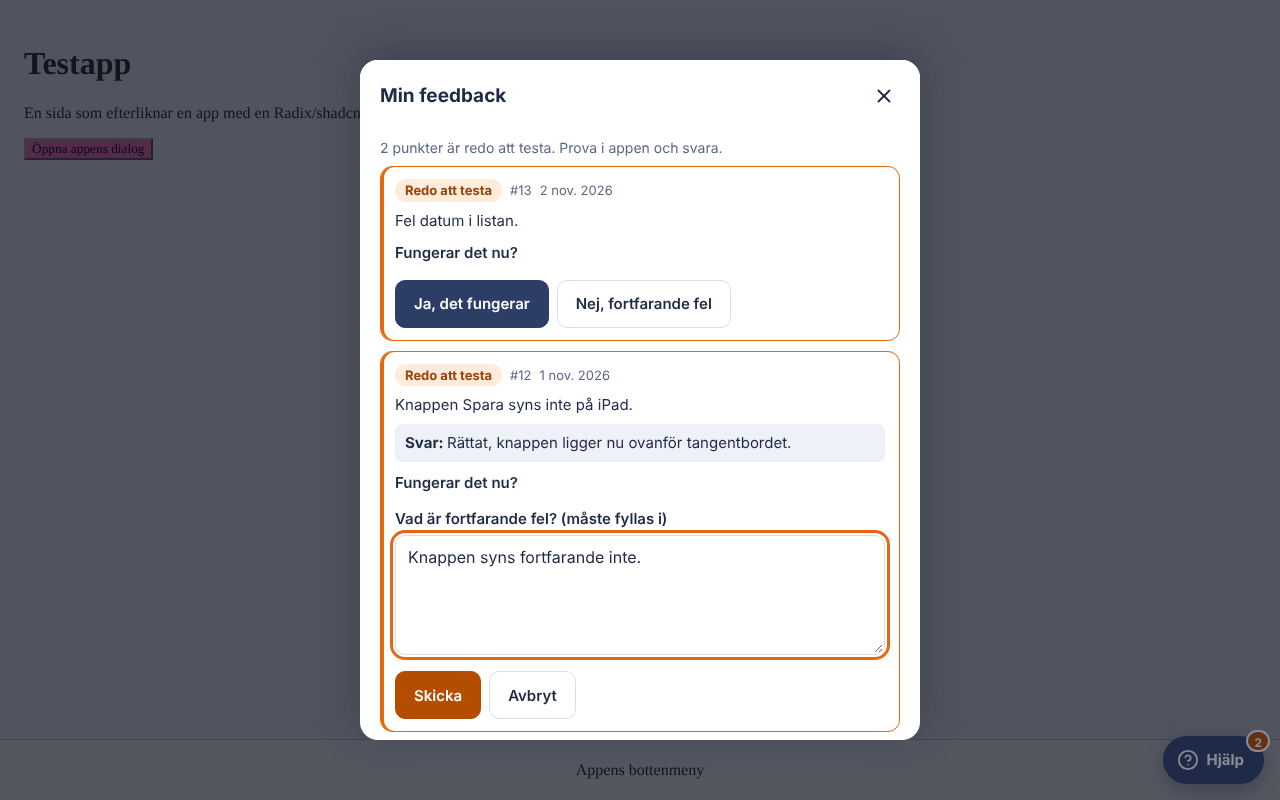 Testapp
En sida som efterliknar en app med en Radix/shadcn
Öppna appens dialog
Min feedback
2 punkter är redo att testa. Prova i appen och svara.
Redo att testa #13 2 nov. 2026
Fel datum i listan.
Fungerar det nu?
Ja, det fungerar Nej, fortfarande fel
Redo att testa #12 1 nov. 2026
Knappen Spara syns inte på iPad.
Svar: Rättat, knappen ligger nu ovanför tangentbordet.
Fungerar det nu?
Vad är fortfarande fel? (måste fyllas i)
Knappen syns fortfarande inte.
Skicka Avbryt
Appens bottenmeny
Hjälp 2